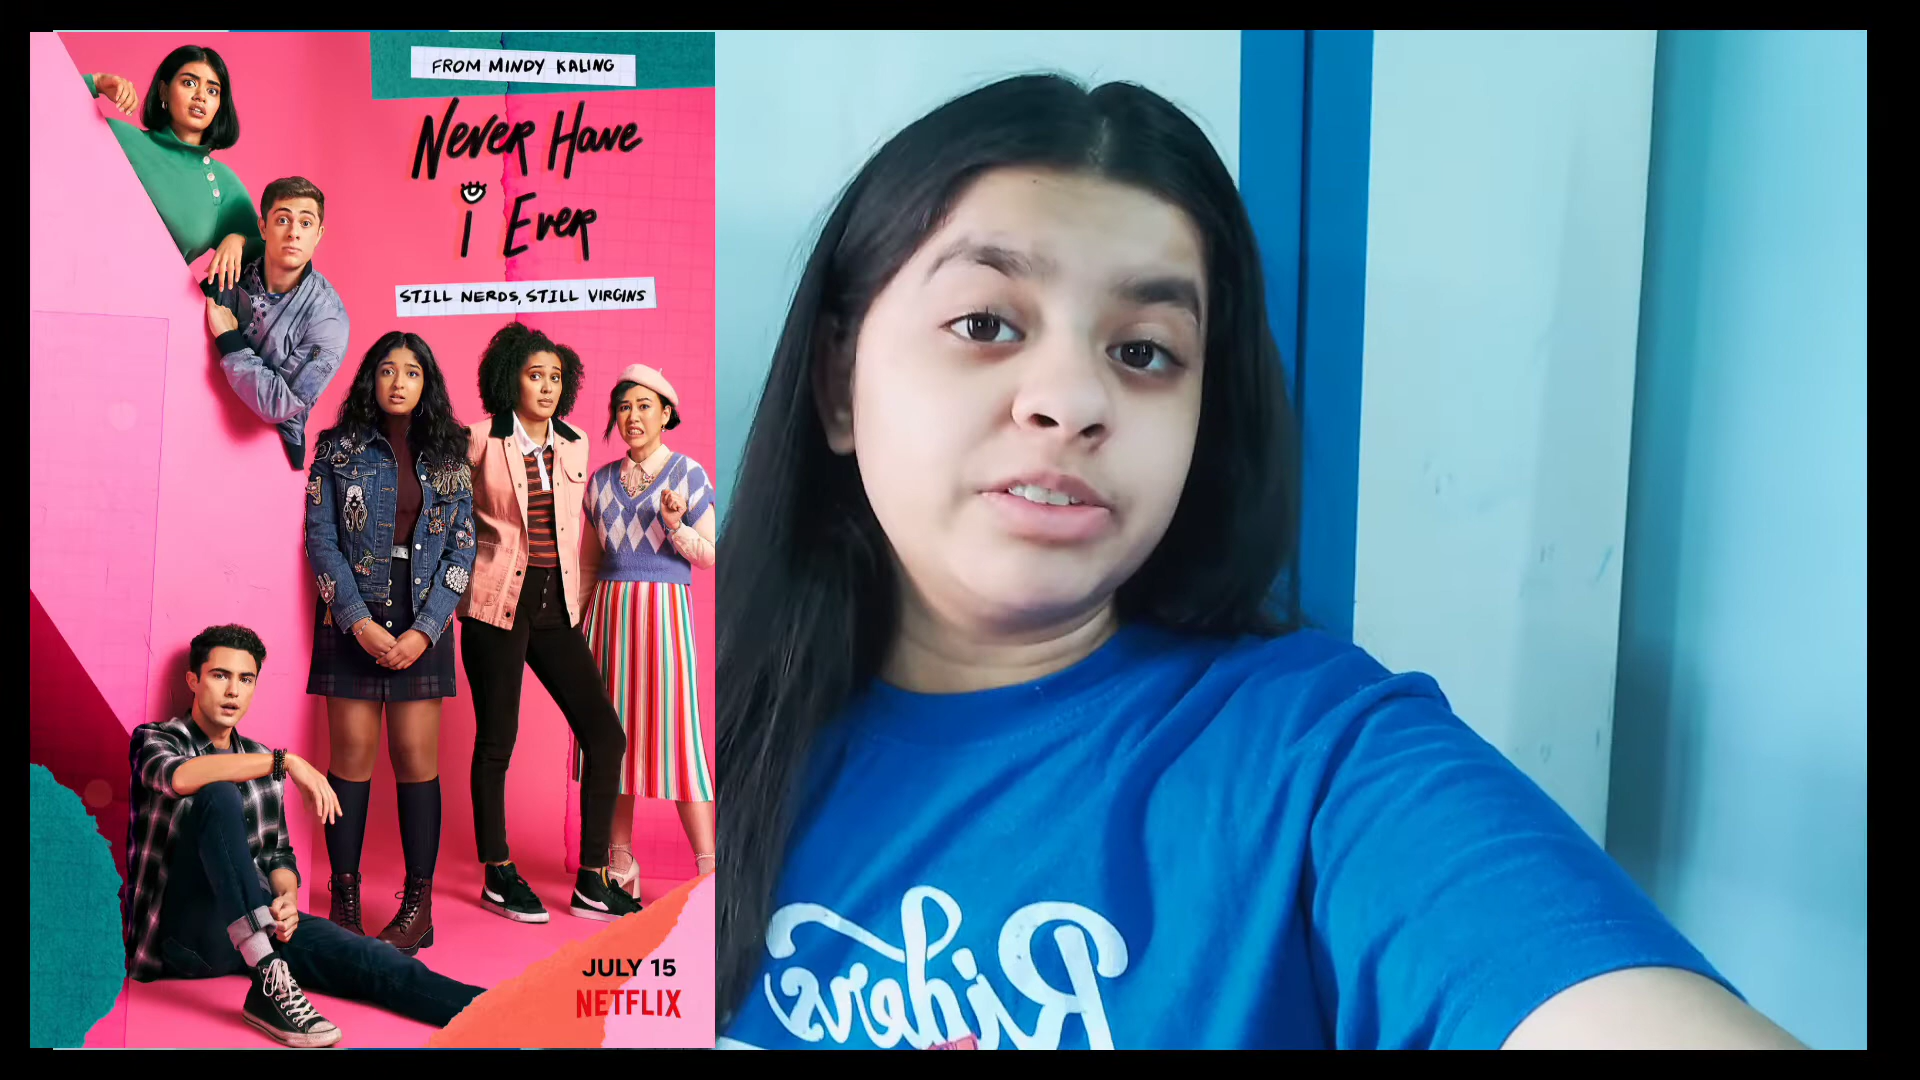 FROM MINDY KALING
Never Have
i Ever
STILL NERDS, STILL VIRGINS
JULY 15
NETFLIX
Riders